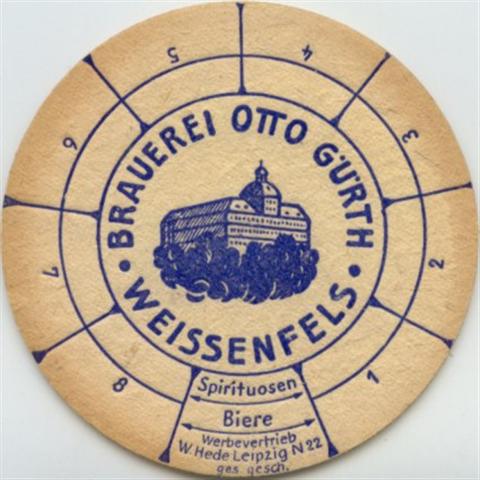 BRAUEREI OTTO GÜRTH
• WEISSENFELS •
1
2
3
4
5
6
7
8
Spirituosen
Biere
Werbevertrieb
W. Hede Leipzig N 22
ges. gesch.